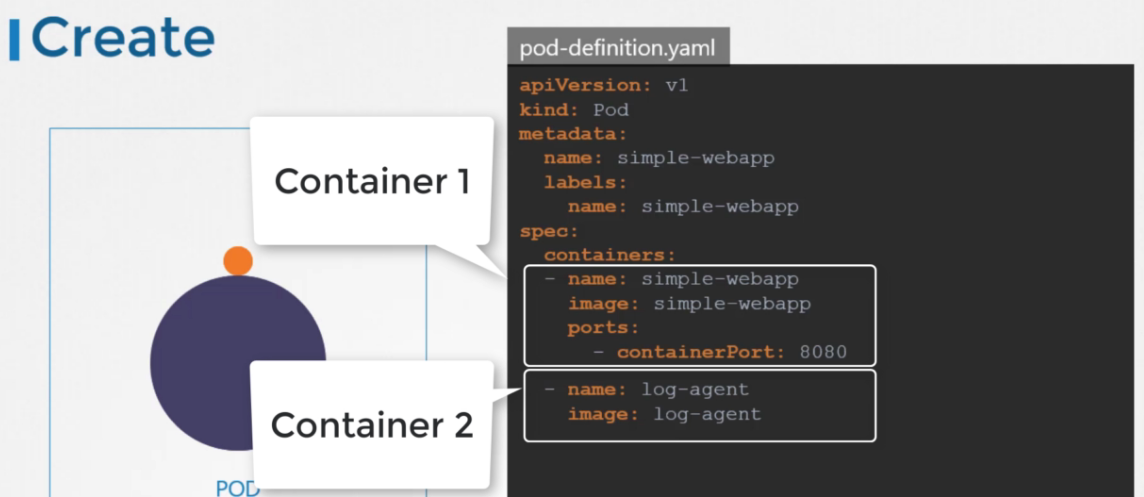 Create
pod-definition.yaml
apiVersion: v1
kind: Pod
metadata:
name: simple-webapp
labels:
name: simple-webapp
spec:
containers:
- name: simple-webapp
image: simple-webapp
ports:
- containerPort: 8080
- name: log-agent
image: log-agent
Container 1
Container 2
POD